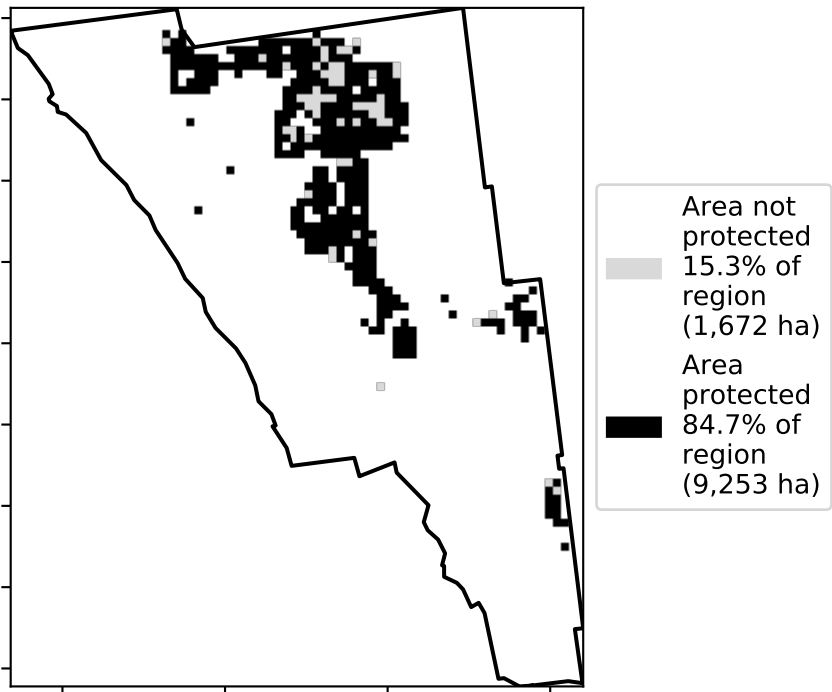 Area not
protected
15.3% of
region
(1,672 ha)
Area
protected
84.7% of
region
(9,253 ha)